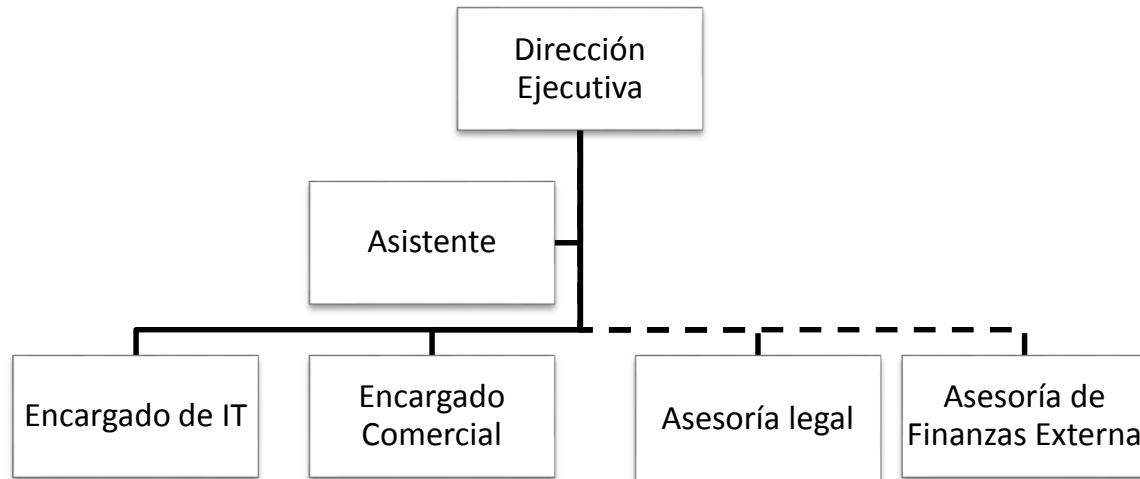 Dirección
Ejecutiva
Asistente
Encargado de IT
Encargado
Comercial
Asesoría legal
Asesoría de
Finanzas Externa